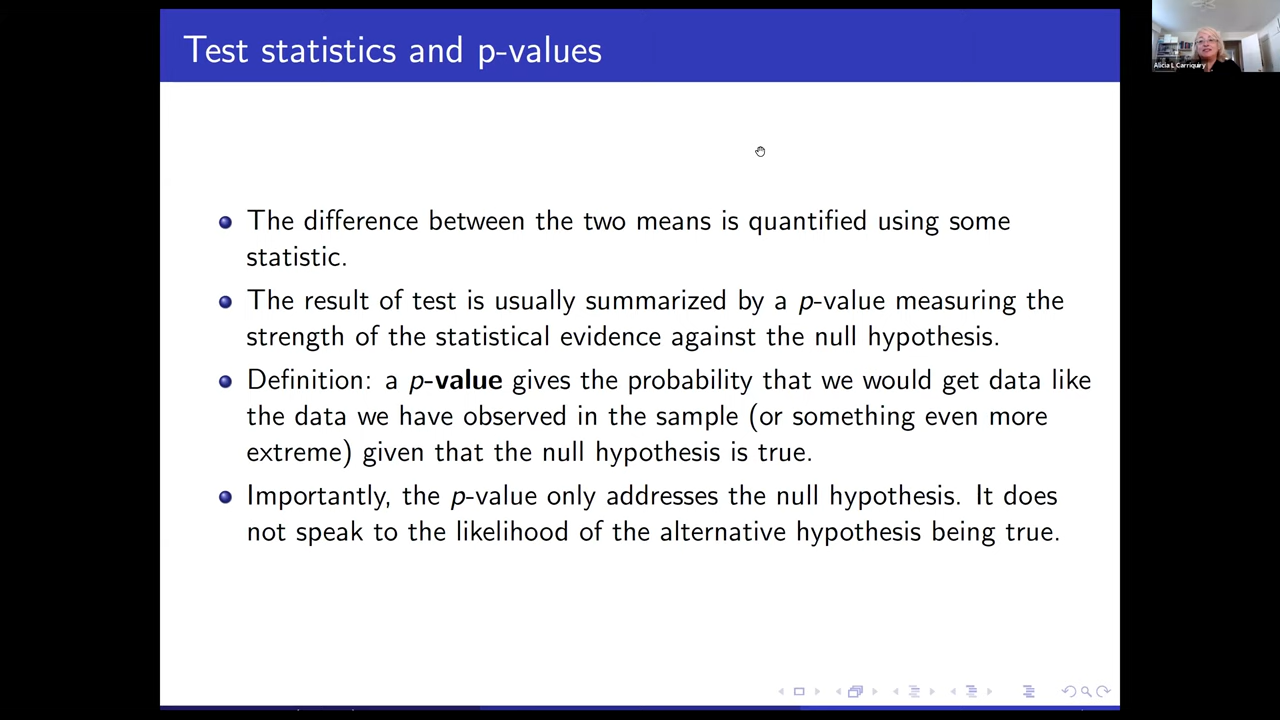 Test statistics and p-values
Alicia L Carriquiry
The difference between the two means is quantified using some
statistic.
The result of test is usually summarized by a p-value measuring the
strength of the statistical evidence against the null hypothesis.
Definition: a p-value gives the probability that we would get data like
the data we have observed in the sample (or something even more
extreme) given that the null hypothesis is true.
Importantly, the p-value only addresses the null hypothesis. It does
not speak to the likelihood of the alternative hypothesis being true.